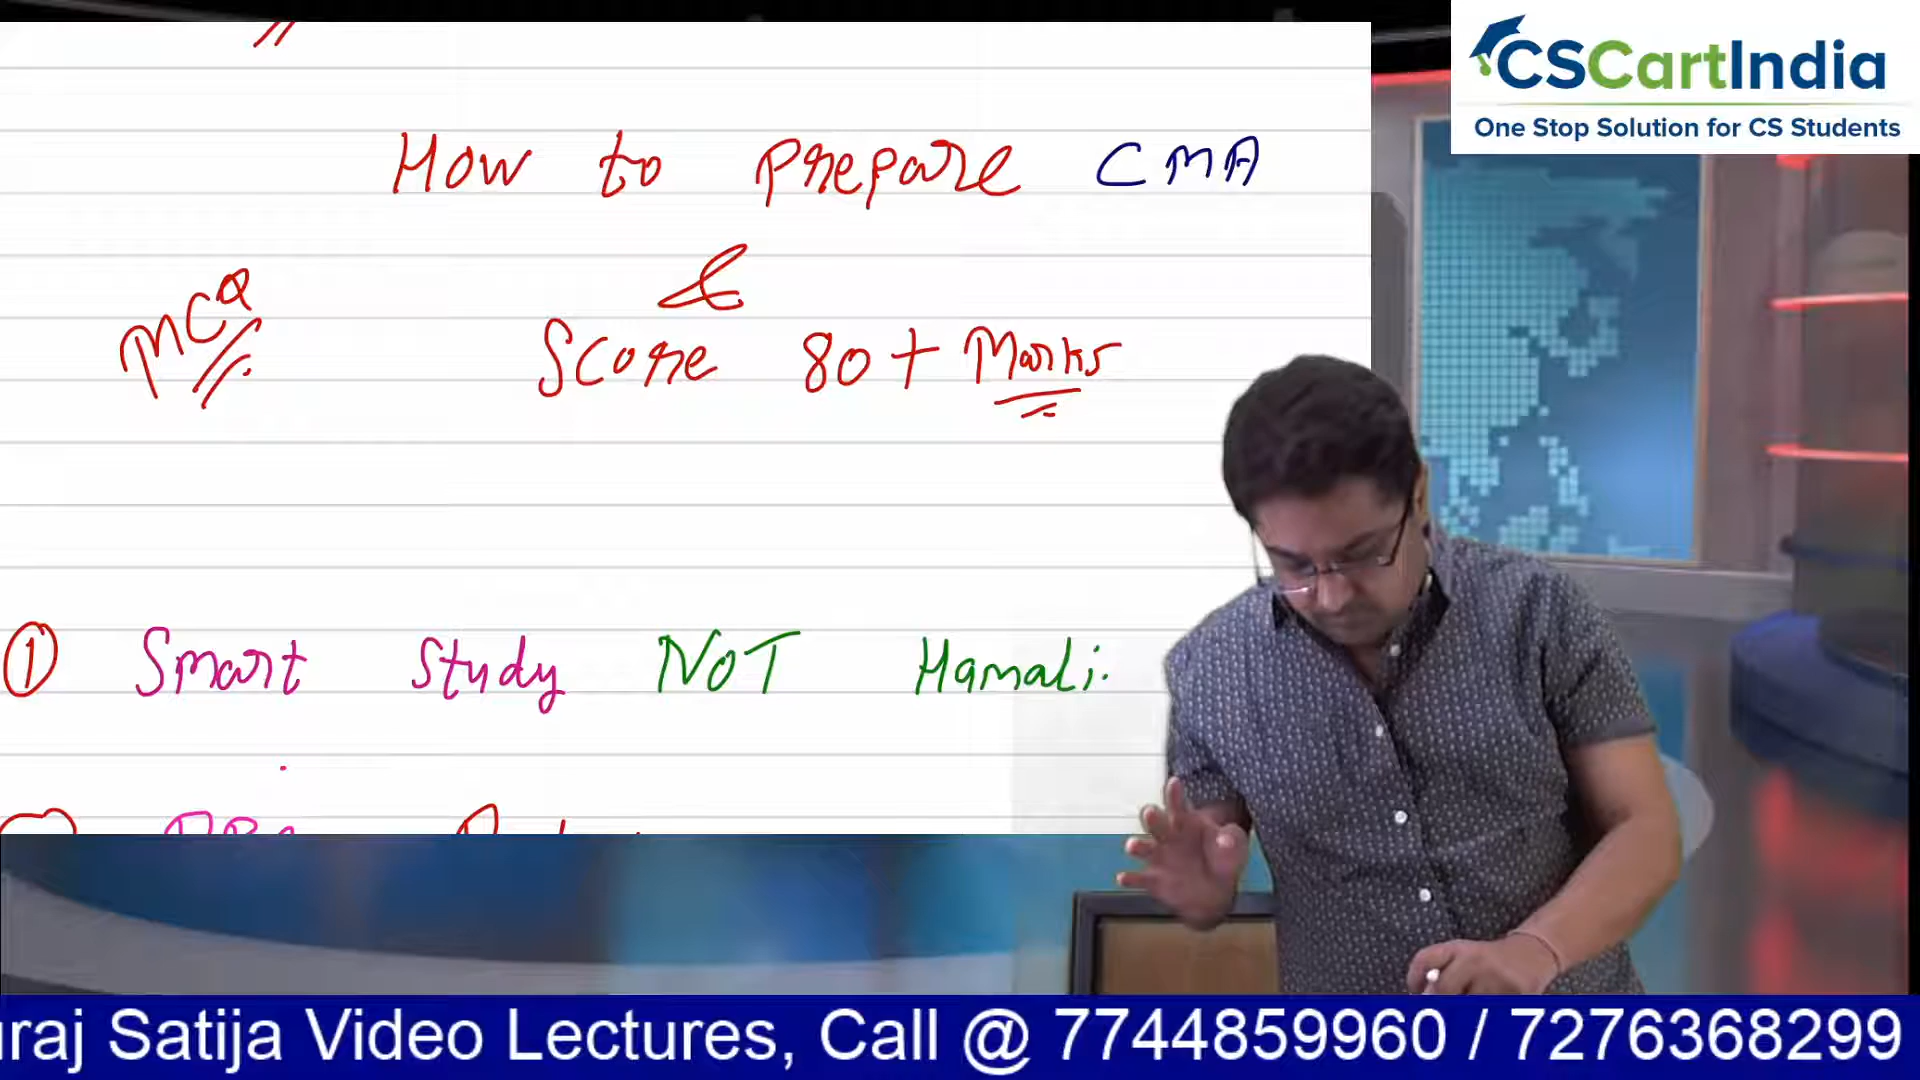 CSCartIndia
One Stop Solution for CS Students
How to Prepare CMA
&
MCQ
Score 80+ Marks
① Smart Study NOT Hamali.
uraj Satija Video Lectures, Call @ 7744859960 / 7276368299